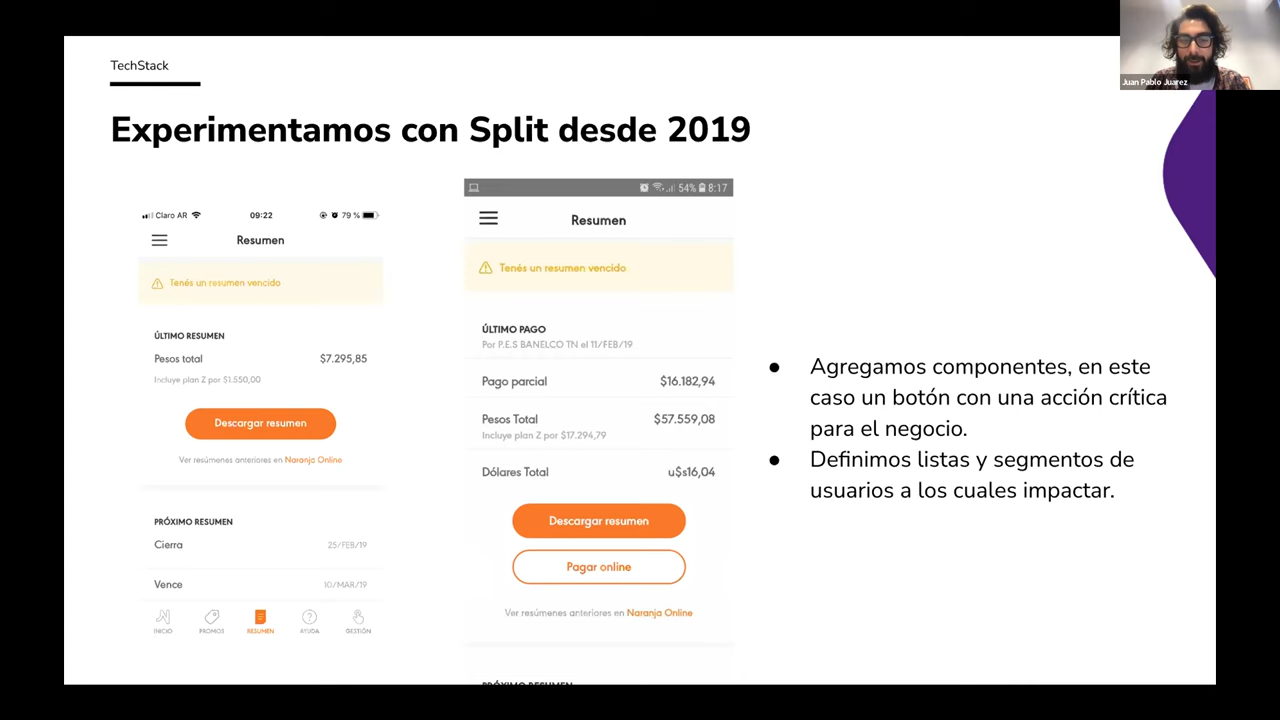 TechStack
Experimentamos con Split desde 2019
Juan Pablo Juarez
Claro AR
09:22
79 %
Resumen
Tenés un resumen vencido
ÚLTIMO RESUMEN
Pesos total $7.295,85
Incluye plan Z por $1.550,00
Descargar resumen
Ver resúmenes anteriores en Naranja Online
PRÓXIMO RESUMEN
Cierra 25/FEB/19
Vence 10/MAR/19
INICIO PROMOS RESUMEN AYUDA GESTIÓN
54% 8:17
Resumen
Tenés un resumen vencido
ÚLTIMO PAGO
Por P.E.S BANELCO TN el 11/FEB/19
Pago parcial $16.182,94
Pesos Total $57.559,08
Incluye plan Z por $17.294,79
Dólares Total u$s16,04
Descargar resumen
Pagar online
Ver resúmenes anteriores en Naranja Online
PRÓXIMO RESUMEN
● Agregamos componentes, en este
caso un botón con una acción crítica
para el negocio.
● Definimos listas y segmentos de
usuarios a los cuales impactar.